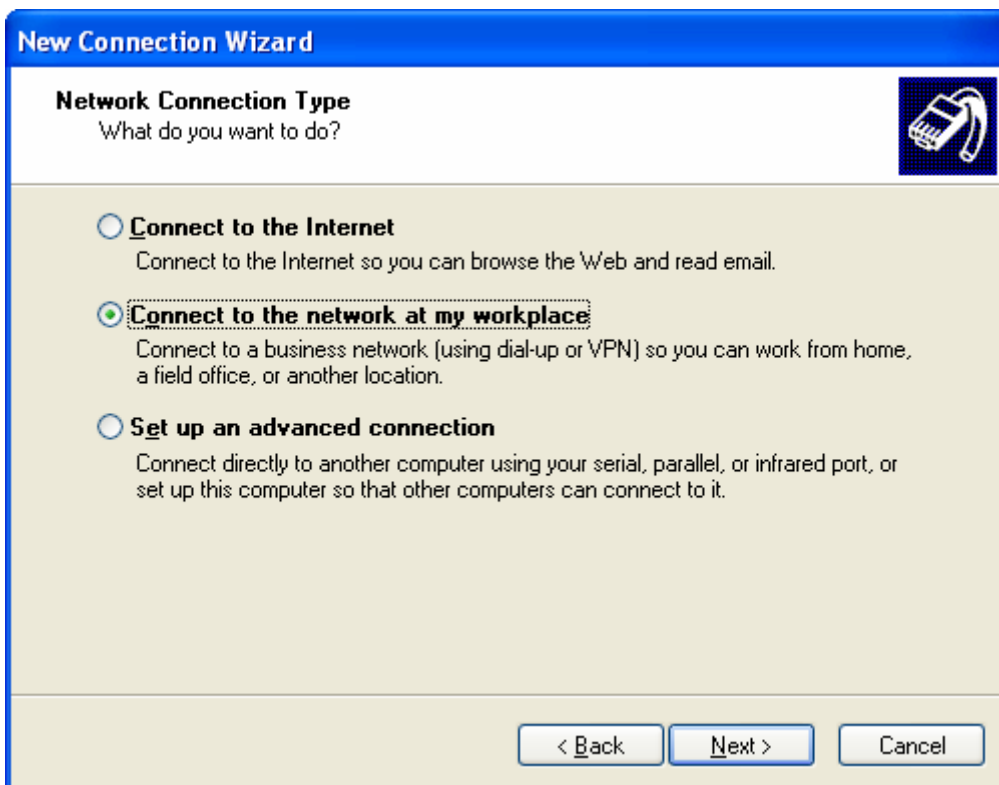 New Connection Wizard
Network Connection Type
What do you want to do?
Connect to the Internet
Connect to the Internet so you can browse the Web and read email.
Connect to the network at my workplace
Connect to a business network (using dial-up or VPN) so you can work from home,
a field office, or another location.
Set up an advanced connection
Connect directly to another computer using your serial, parallel, or infrared port, or
set up this computer so that other computers can connect to it.
< Back
Next >
Cancel